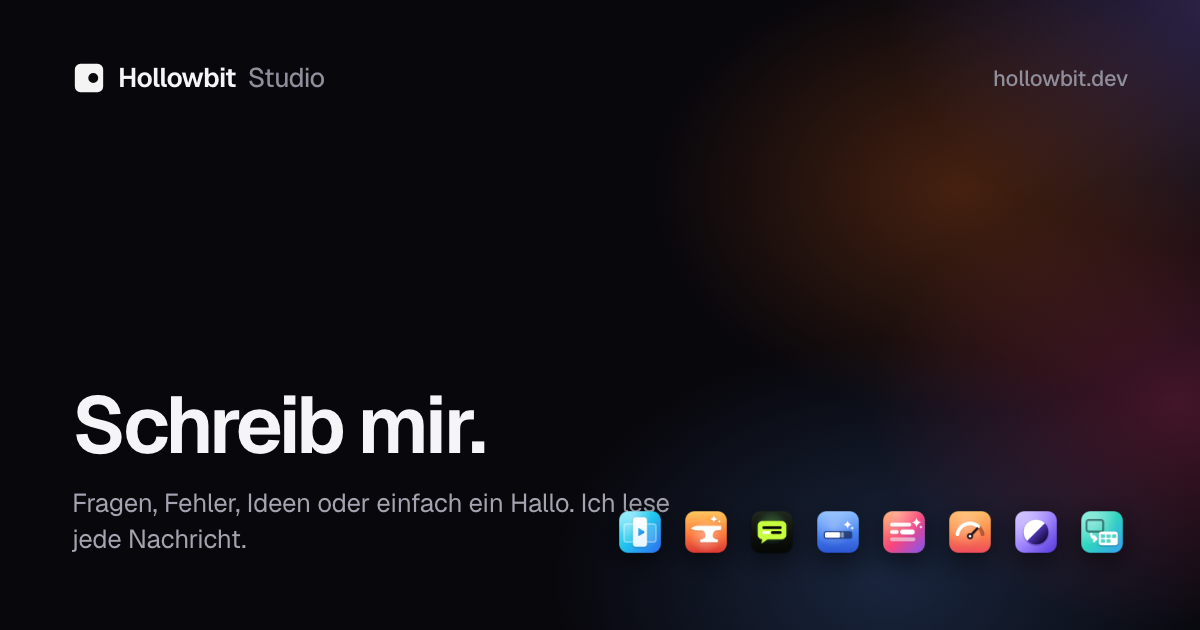 Hollowbit Studio
hollowbit.dev
Schreib mir.
Fragen, Fehler, Ideen oder einfach ein Hallo. Ich lese
jede Nachricht.